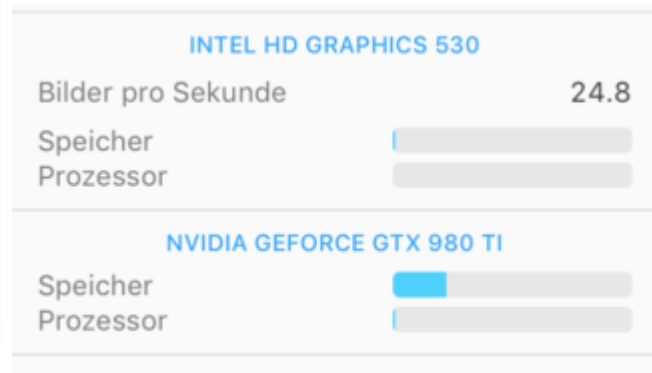 INTEL HD GRAPHICS 530
Bilder pro Sekunde 24.8
Speicher
Prozessor
NVIDIA GEFORCE GTX 980 TI
Speicher
Prozessor